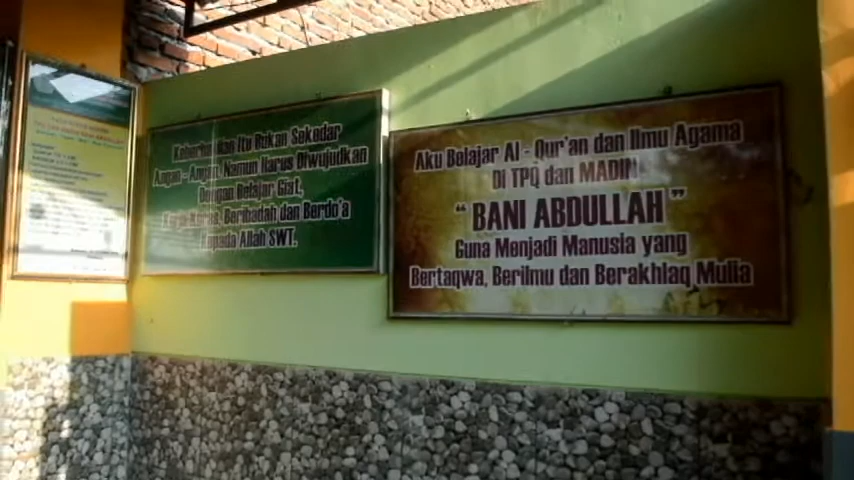 Keberhasilan Itu Bukan Sekedar
Angan-Angan, Namun Harus Diwujudkan
Dengan Belajar Giat,
Kerja Keras, Beribadah dan Berdo'a
Kepada Allah SWT.
Aku Belajar Al - Qur'an dan Ilmu Agama
di TPQ dan MADIN
"BANI ABDULLAH"
Guna Menjadi Manusia yang
Bertaqwa, Berilmu dan Berakhlaq Mulia